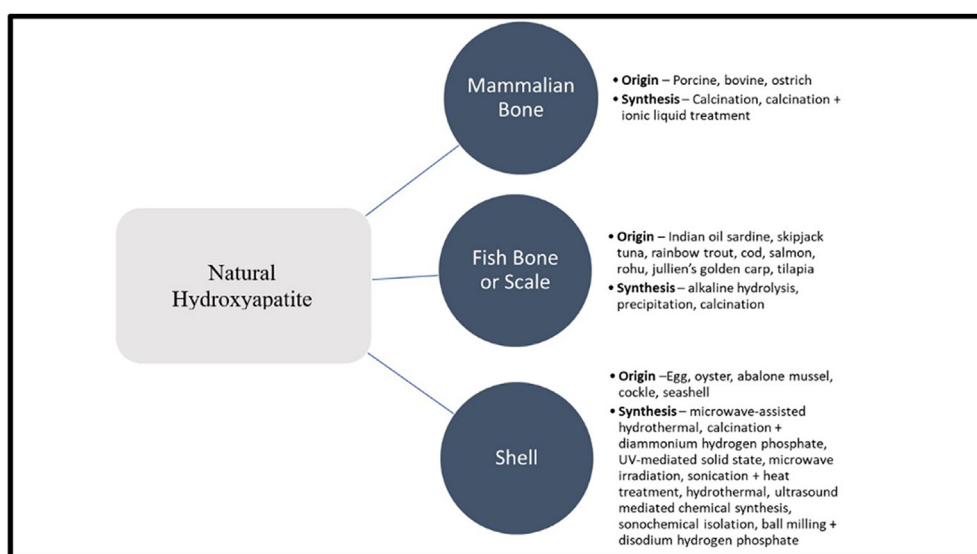 Natural
Hydroxyapatite
Mammalian
Bone
• Origin – Porcine, bovine, ostrich
• Synthesis – Calcination, calcination +
ionic liquid treatment
Fish Bone
or Scale
• Origin – Indian oil sardine, skipjack
tuna, rainbow trout, cod, salmon,
rohu, jullien's golden carp, tilapia
• Synthesis – alkaline hydrolysis,
precipitation, calcination
Shell
• Origin –Egg, oyster, abalone mussel,
cockle, seashell
• Synthesis – microwave-assisted
hydrothermal, calcination +
diammonium hydrogen phosphate,
UV-mediated solid state, microwave
irradiation, sonication + heat
treatment, hydrothermal, ultrasound
mediated chemical synthesis,
sonochemical isolation, ball milling +
disodium hydrogen phosphate